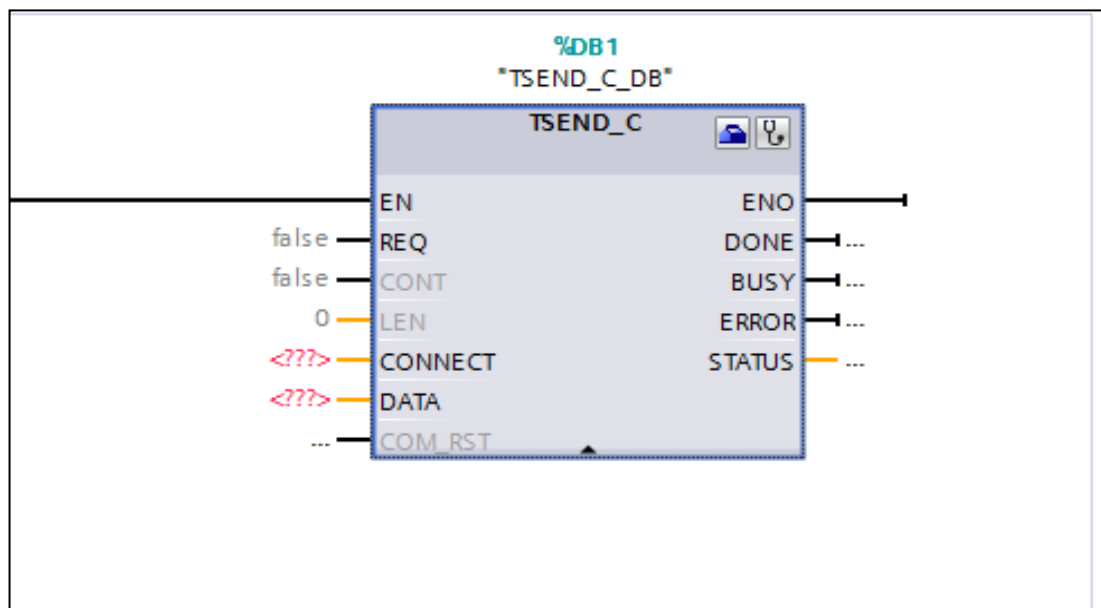 %DB1
"TSEND_C_DB"
TSEND_C
EN ENO
false REQ DONE ...
false CONT BUSY ...
0 LEN ERROR ...
<???> CONNECT STATUS ...
<???> DATA
... COM_RST